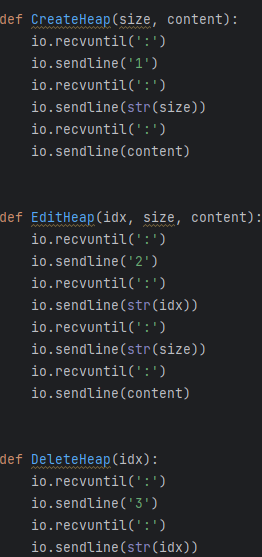 def CreateHeap(size, content):
    io.recvuntil(':')
    io.sendline('1')
    io.recvuntil(':')
    io.sendline(str(size))
    io.recvuntil(':')
    io.sendline(content)
def EditHeap(idx, size, content):
    io.recvuntil(':')
    io.sendline('2')
    io.recvuntil(':')
    io.sendline(str(idx))
    io.recvuntil(':')
    io.sendline(str(size))
    io.recvuntil(':')
    io.sendline(content)
def DeleteHeap(idx):
    io.recvuntil(':')
    io.sendline('3')
    io.recvuntil(':')
    io.sendline(str(idx))